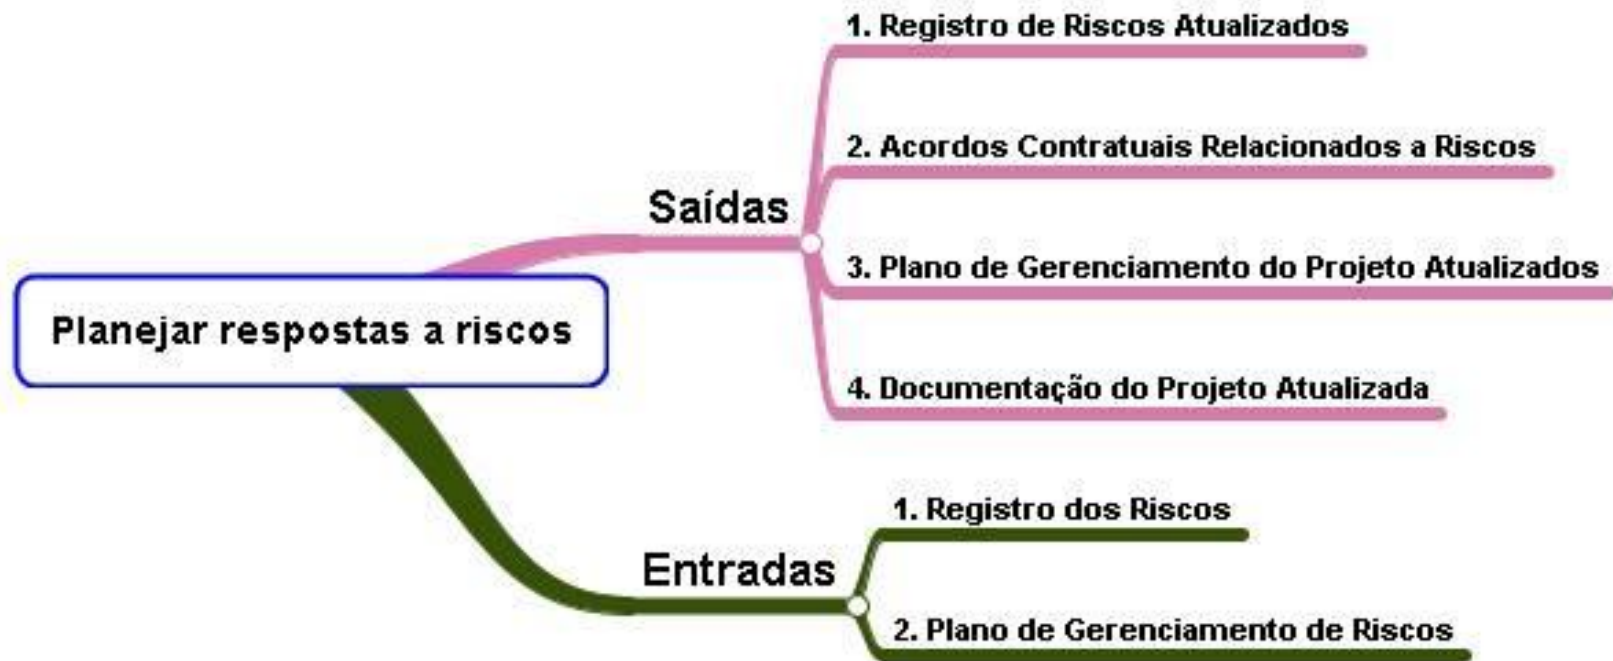 1. Registro de Riscos Atualizados
2. Acordos Contratuais Relacionados a Riscos
Saídas
3. Plano de Gerenciamento do Projeto Atualizados
Planejar respostas a riscos
4. Documentação do Projeto Atualizada
1. Registro dos Riscos
Entradas
2. Plano de Gerenciamento de Riscos